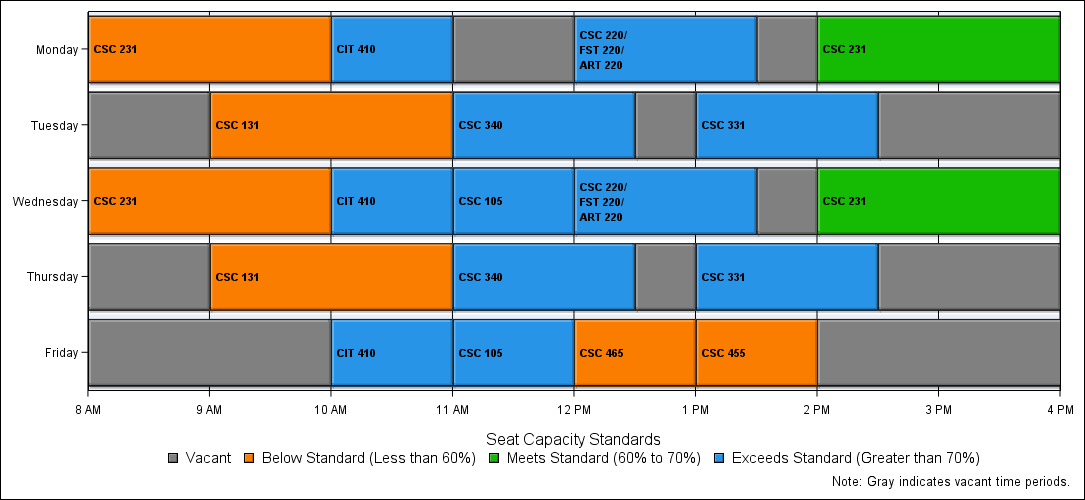 Monday
CSC 231
CIT 410
CSC 220/
FST 220/
ART 220
CSC 231
Tuesday
CSC 131
CSC 340
CSC 331
Wednesday
CSC 231
CIT 410
CSC 105
CSC 220/
FST 220/
ART 220
CSC 231
Thursday
CSC 131
CSC 340
CSC 331
Friday
CIT 410
CSC 105
CSC 465
CSC 455
8 AM 9 AM 10 AM 11 AM 12 PM 1 PM 2 PM 3 PM 4 PM
Seat Capacity Standards
Vacant Below Standard (Less than 60%) Meets Standard (60% to 70%) Exceeds Standard (Greater than 70%)
Note: Gray indicates vacant time periods.